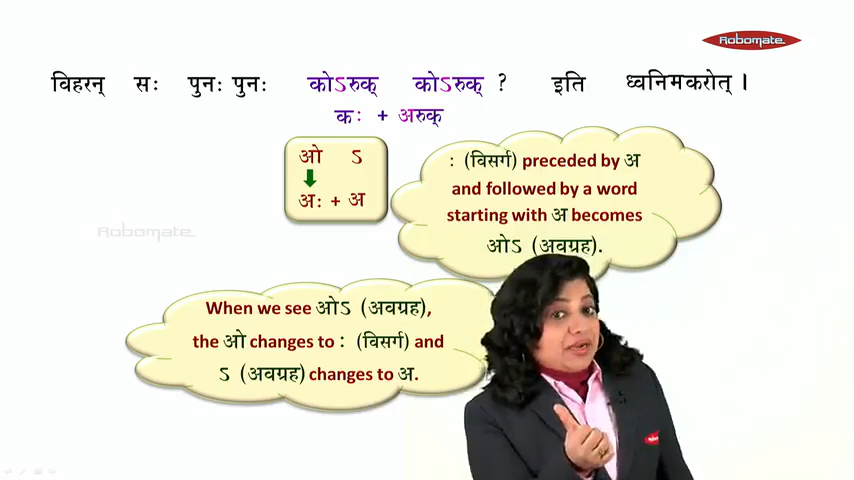 Robomate
विहरन् सः पुनः पुनः कोऽरुक् कोऽरुक् ? इति ध्वनिमकरोत् ।
कः + अरुक्
ओ ऽ
अः + अ
: (विसर्ग) preceded by अ
and followed by a word
starting with अ becomes
ओऽ (अवग्रह).
Robomate
When we see ओऽ (अवग्रह),
the ओ changes to : (विसर्ग) and
ऽ (अवग्रह) changes to अ.